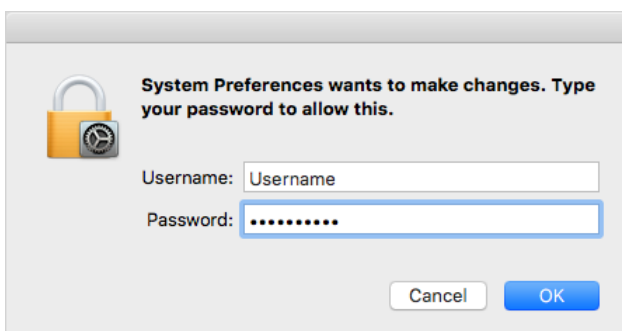 System Preferences wants to make changes. Type
your password to allow this.
Username: Username
Password: ••••••••••
Cancel OK